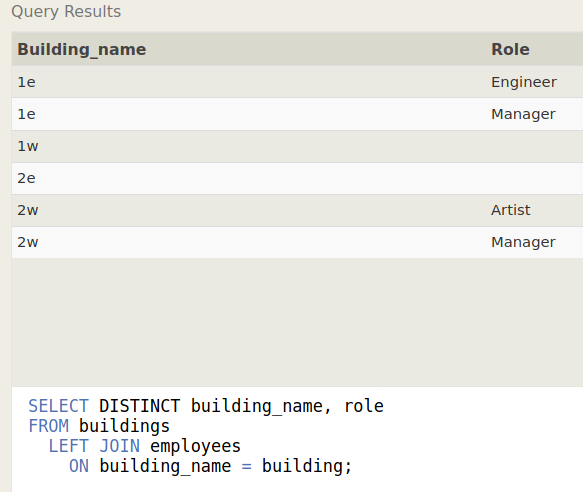 Query Results
Building_name Role
1e Engineer
1e Manager
1w
2e
2w Artist
2w Manager
SELECT DISTINCT building_name, role
FROM buildings
LEFT JOIN employees
ON building_name = building;